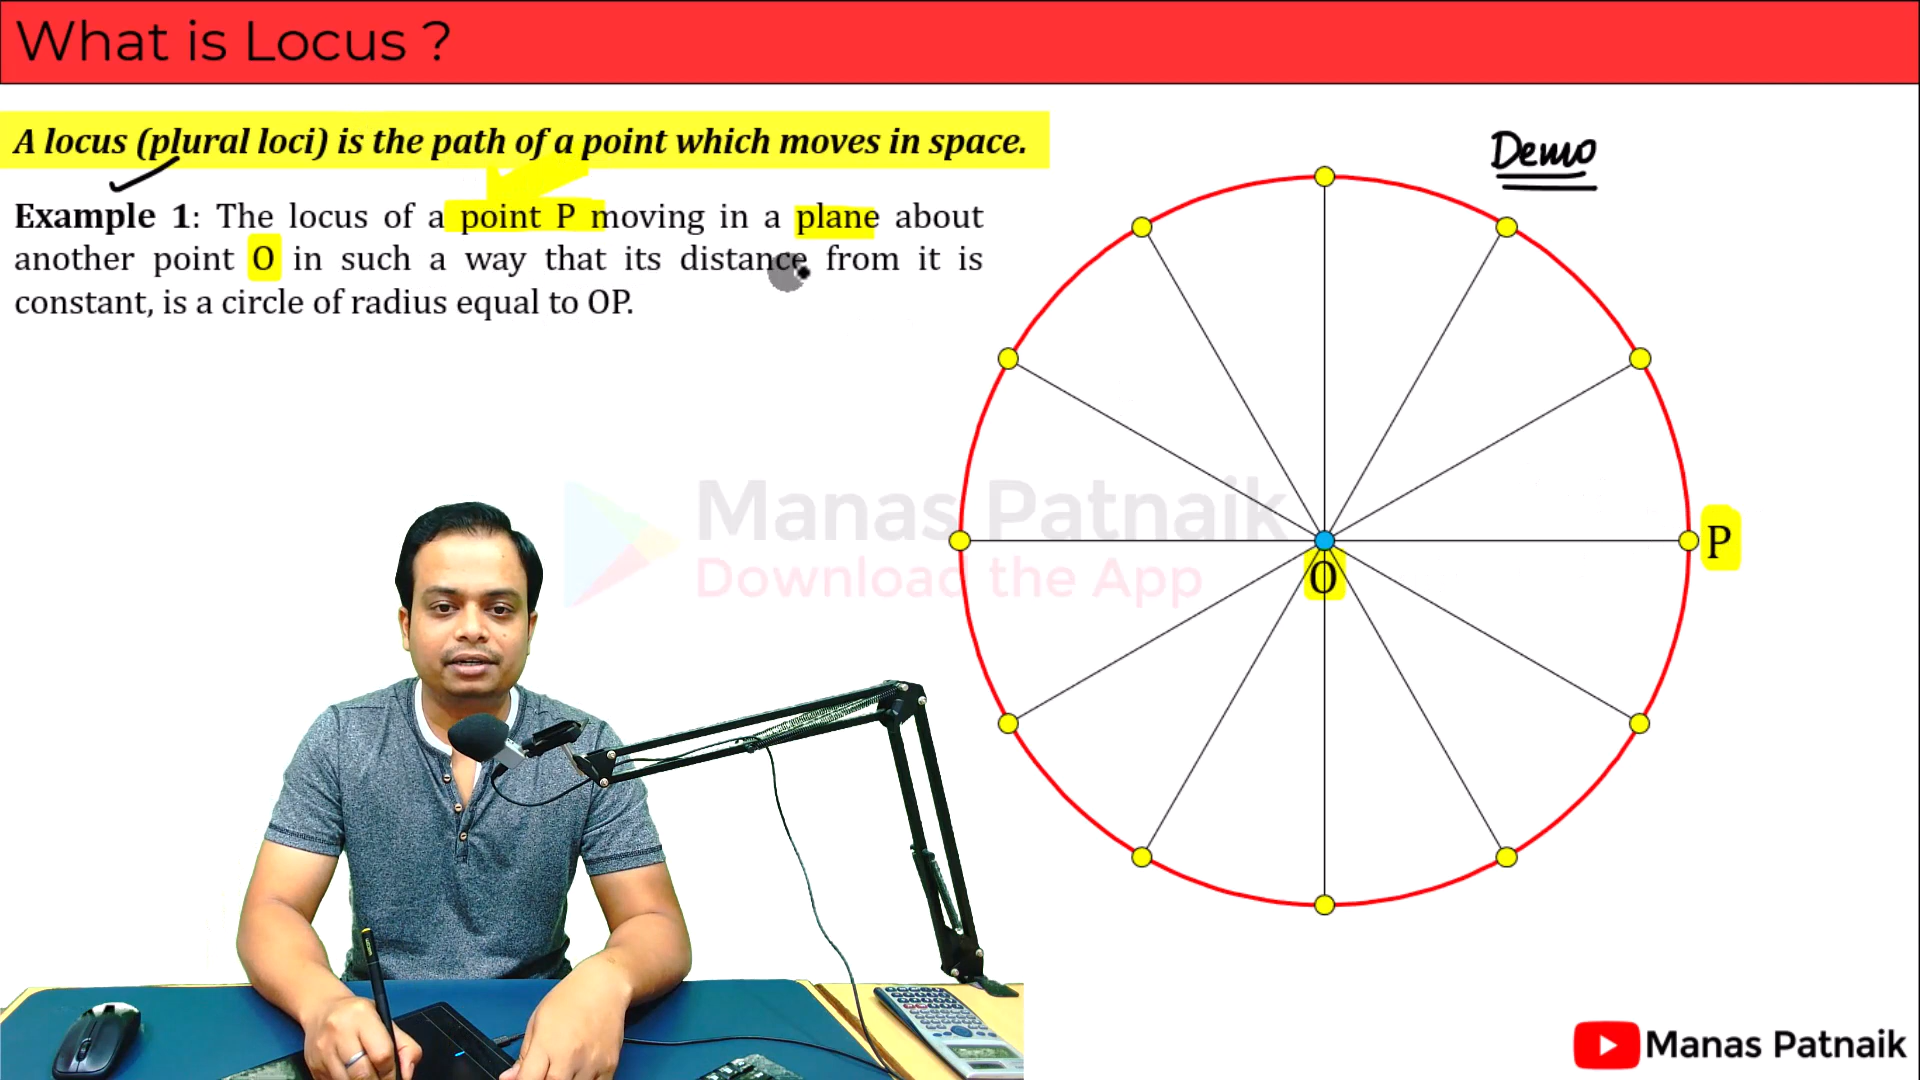 What is Locus ?
A locus (plural loci) is the path of a point which moves in space.
Demo
Example 1: The locus of a point P moving in a plane about
another point O in such a way that its distance from it is
constant, is a circle of radius equal to OP.
Manas Patnaik
Download the App
P
O
Manas Patnaik